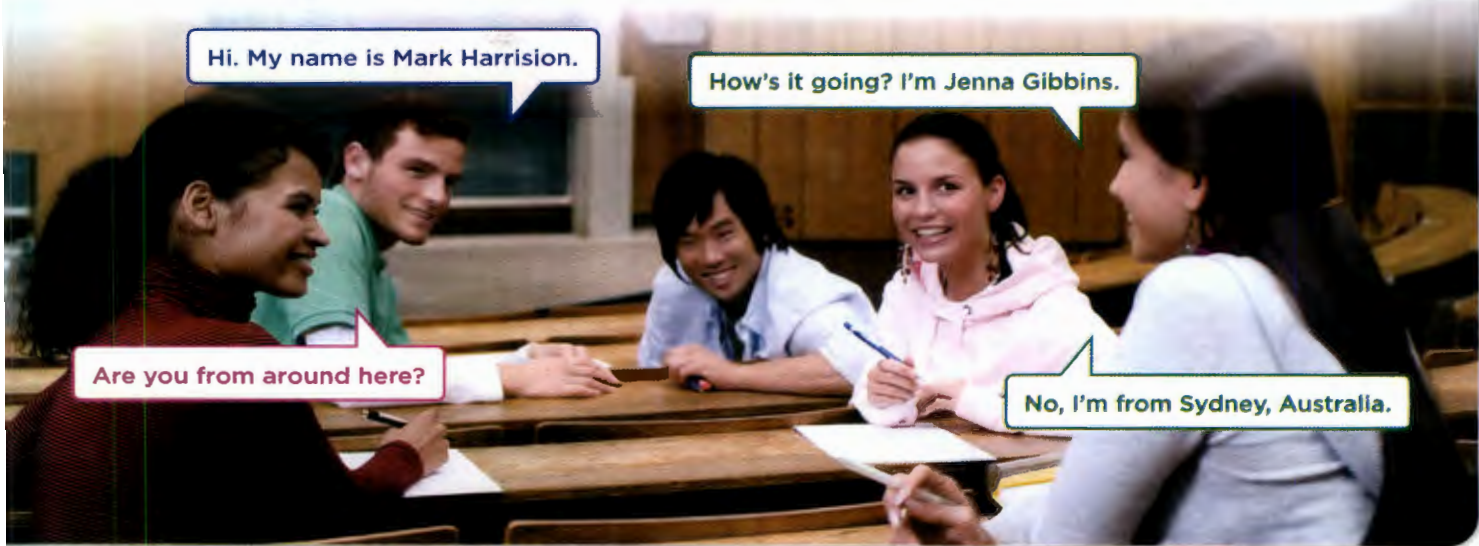 Hi. My name is Mark Harrision.
How's it going? I'm Jenna Gibbins.
Are you from around here?
No, I'm from Sydney, Australia.